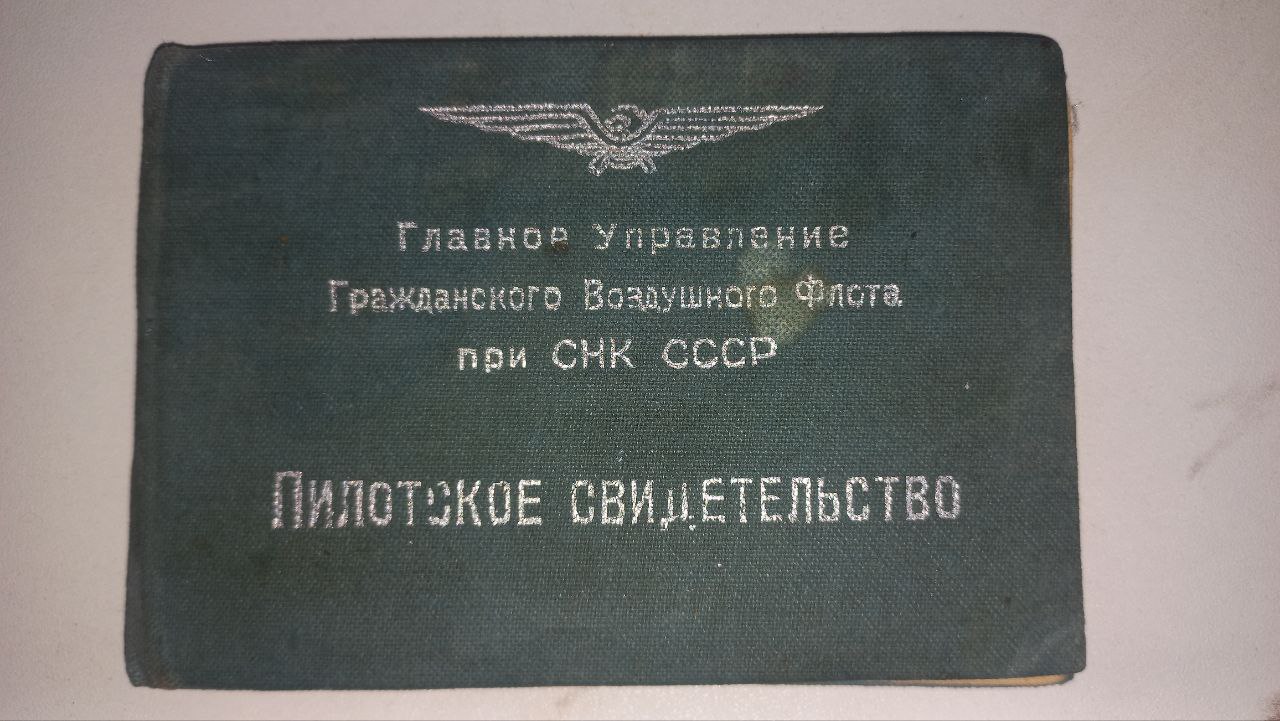 Главное Управление
Гражданского Воздушного Флота
при СНК СССР
Пилотское свидетельство